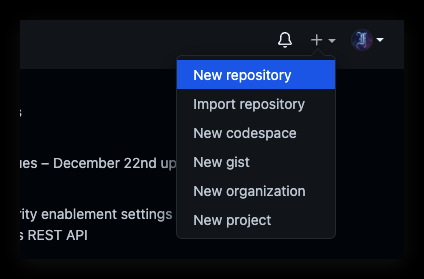 New repository
s
Import repository
New codespace
ues – December 22nd up
New gist
New organization
rity enablement settings
s REST API
New project